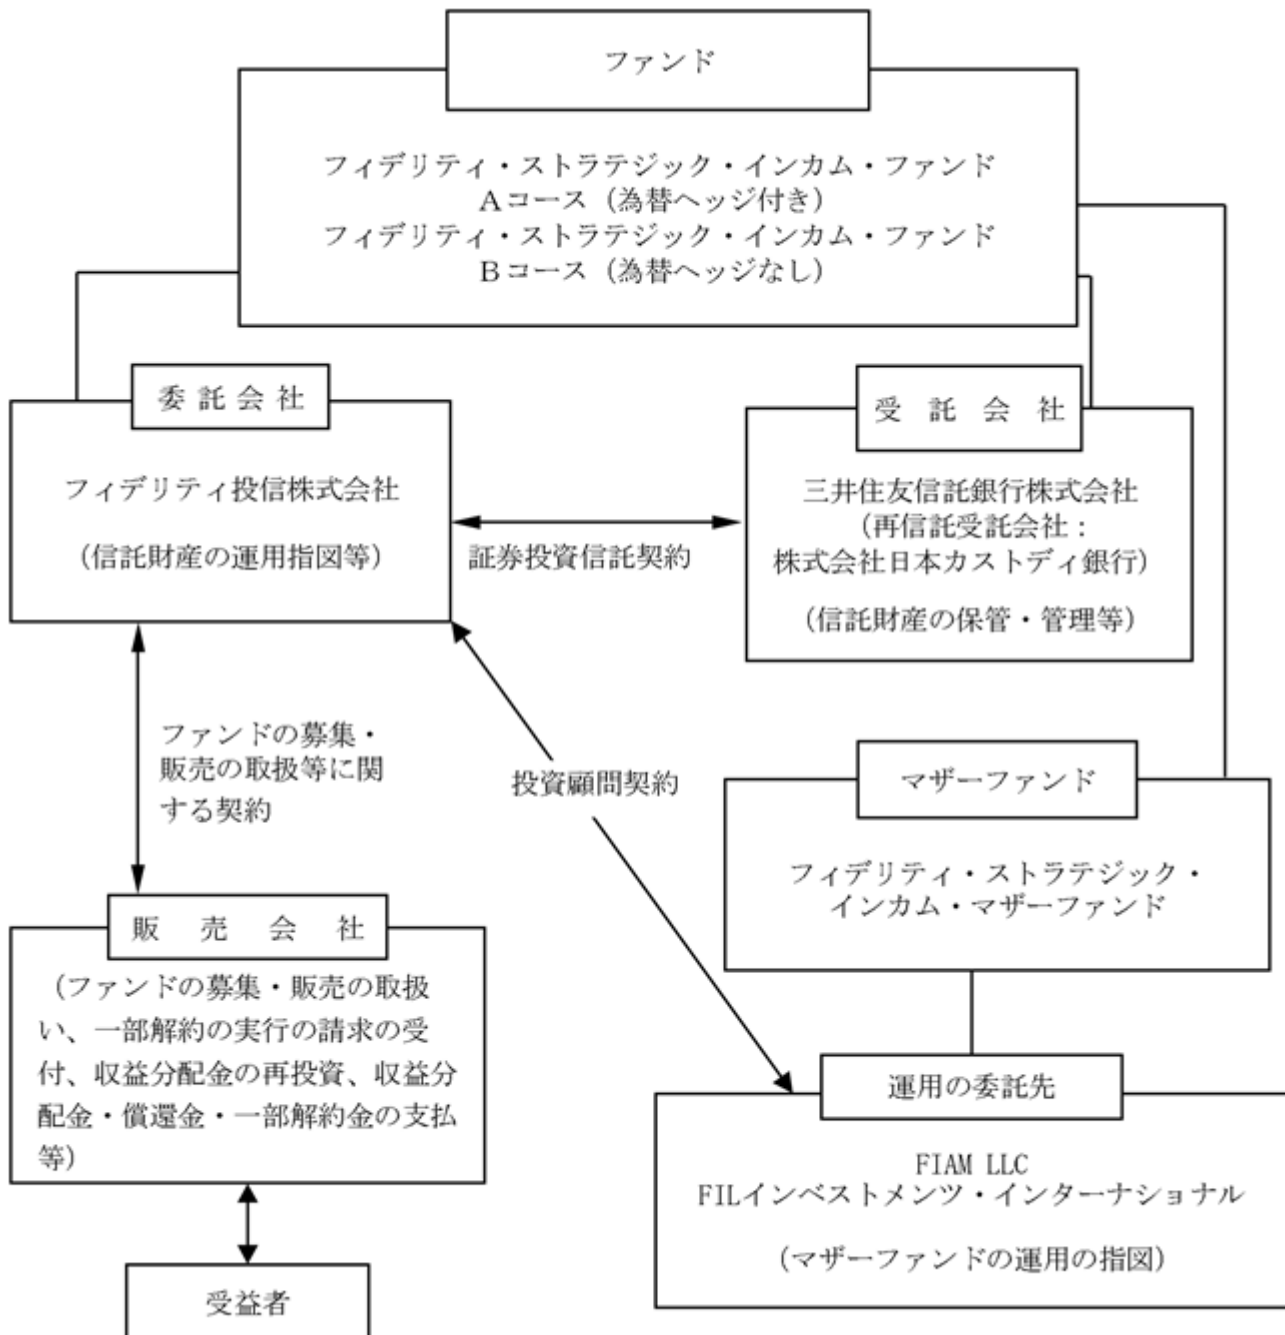 ファンド
フィデリティ・ストラテジック・インカム・ファンド
Ａコース（為替ヘッジ付き）
フィデリティ・ストラテジック・インカム・ファンド
Ｂコース（為替ヘッジなし）
委託会社
フィデリティ投信株式会社
（信託財産の運用指図等）
証券投資信託契約
受託会社
三井住友信託銀行株式会社
（再信託受託会社：
株式会社日本カストディ銀行）
（信託財産の保管・管理等）
ファンドの募集・
販売の取扱等に関
する契約
投資顧問契約
マザーファンド
フィデリティ・ストラテジック・
インカム・マザーファンド
販売会社
（ファンドの募集・販売の取扱
い、一部解約の実行の請求の受
付、収益分配金の再投資、収益分
配金・償還金・一部解約金の支払
等）
運用の委託先
FIAM LLC
FILインベストメンツ・インターナショナル
（マザーファンドの運用の指図）
受益者